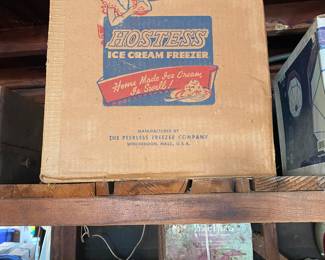 HOSTESS
ICE CREAM FREEZER
Home Made Ice Cream
Is Swell!
MANUFACTURED BY
THE PEERLESS FREEZER COMPANY
WINCHENDON, MASS., U.S.A.